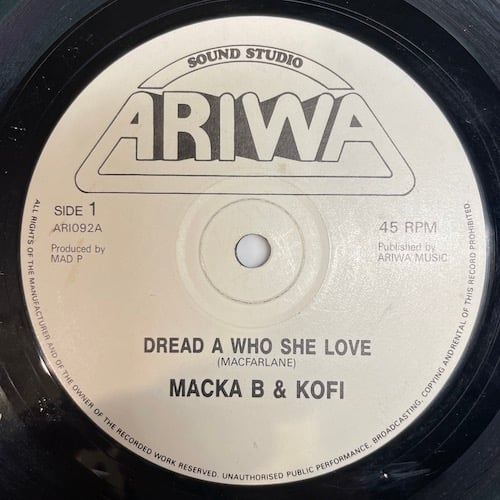 SOUND STUDIO
ARIWA
SIDE 1
ARI092A
Produced by
MAD P
45 RPM
Published by
ARIWA MUSIC
DREAD A WHO SHE LOVE
(MACFARLANE)
MACKA B & KOFI
ALL RIGHTS OF THE MANUFACTURER AND OF THE OWNER OF THE RECORDED WORK RESERVED. UNAUTHORISED PUBLIC PERFORMANCE, BROADCASTING, COPYING ANDRENTAL OF THIS RECORD PROHIBITED.